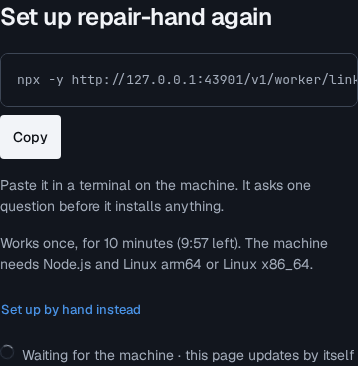 Set up repair-hand again
npx -y http://127.0.0.1:43901/v1/worker/link
Copy
Paste it in a terminal on the machine. It asks one
question before it installs anything.
Works once, for 10 minutes (9:57 left). The machine
needs Node.js and Linux arm64 or Linux x86_64.
Set up by hand instead
Waiting for the machine · this page updates by itself